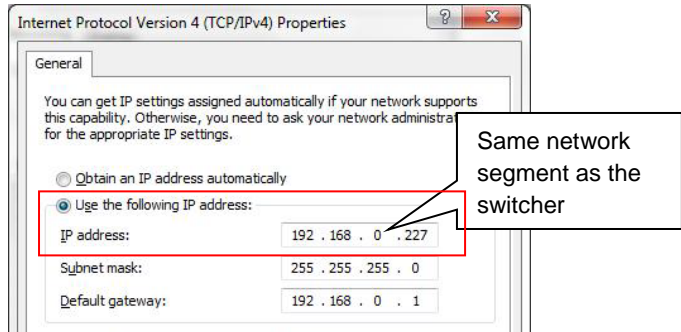 Internet Protocol Version 4 (TCP/IPv4) Properties
General
You can get IP settings assigned automatically if your network supports
this capability. Otherwise, you need to ask your network
for the appropriate IP settings.
Obtain an IP address automatically
Use the following IP address:
IP address: 192 . 168 . 0 . 227
Subnet mask: 255 . 255 . 255 . 0
Default gateway: 192 . 168 . 0 . 1
Same network
segment as the
switcher